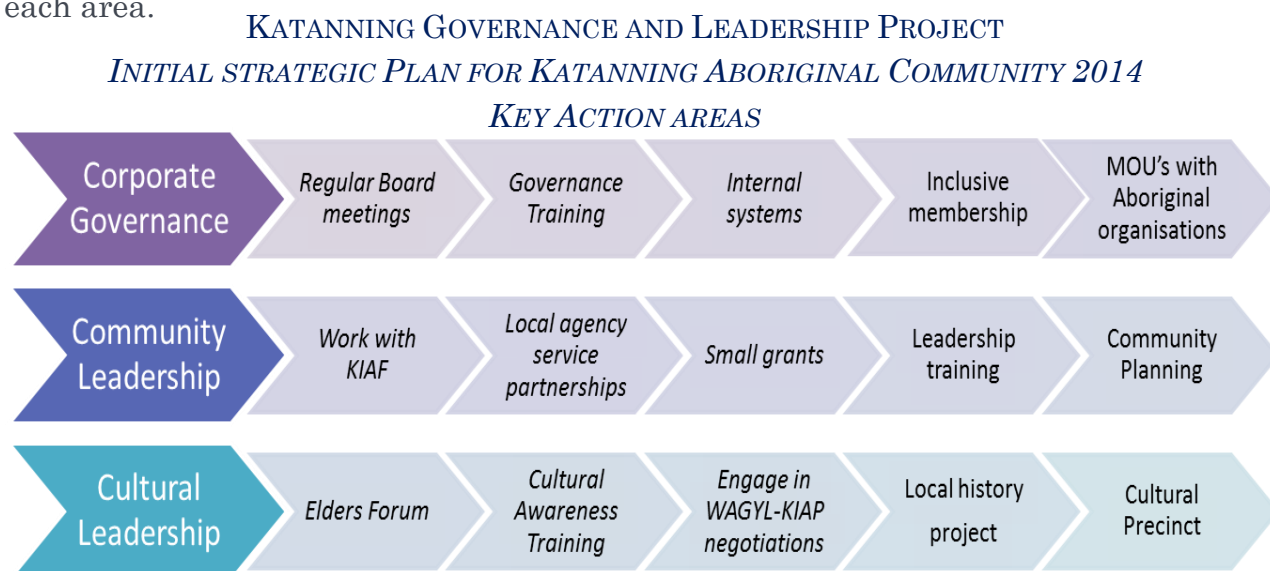 each area.
KATANNING GOVERNANCE AND LEADERSHIP PROJECT
INITIAL STRATEGIC PLAN FOR KATANNING ABORIGINAL COMMUNITY 2014
KEY ACTION AREAS
Corporate
Governance
Regular Board
meetings
Governance
Training
Internal
systems
Inclusive
membership
MOU's with
Aboriginal
organisations
Community
Leadership
Work with
KIAF
Local agency
service
partnerships
Small grants
Leadership
training
Community
Planning
Cultural
Leadership
Elders Forum
Cultural
Awareness
Training
Engage in
WAGYL-KIAP
negotiations
Local history
project
Cultural
Precinct